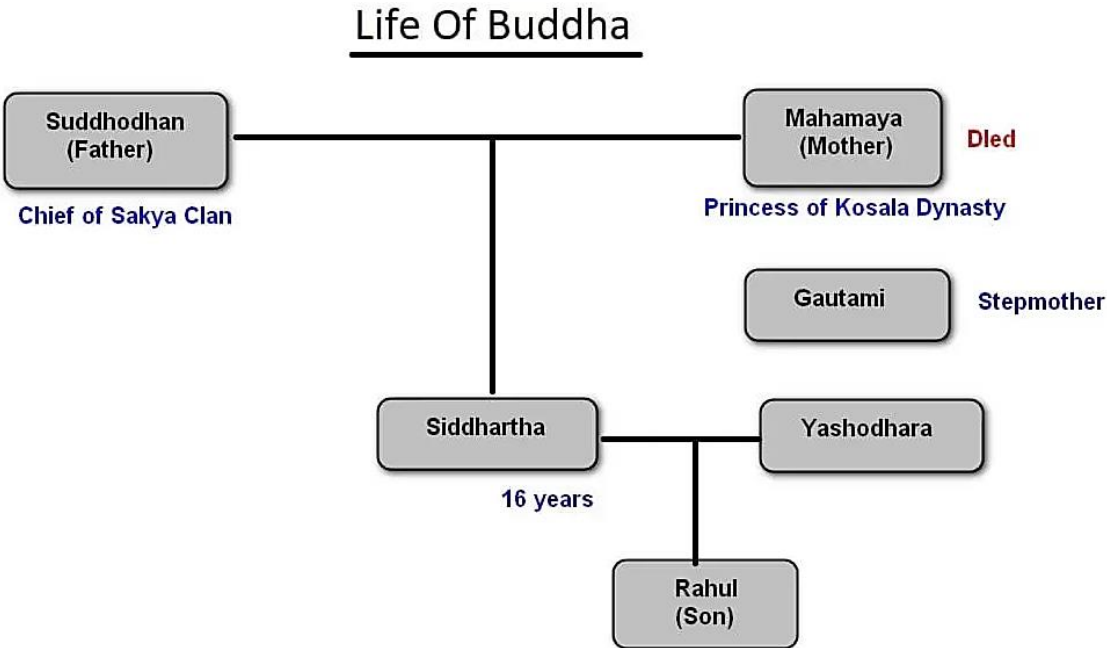 Life Of Buddha
Suddhodhan
(Father)
Chief of Sakya Clan
Mahamaya
(Mother)
DIed
Princess of Kosala Dynasty
Gautami
Stepmother
Siddhartha
16 years
Yashodhara
Rahul
(Son)